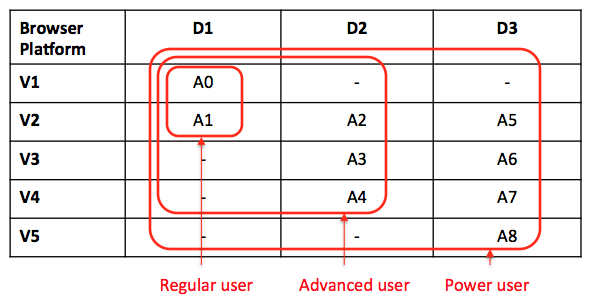 Browser Platform D1 D2 D3
V1 A0 - -
V2 A1 A2 A5
V3 - A3 A6
V4 - A4 A7
V5 - - A8
Regular user Advanced user Power user